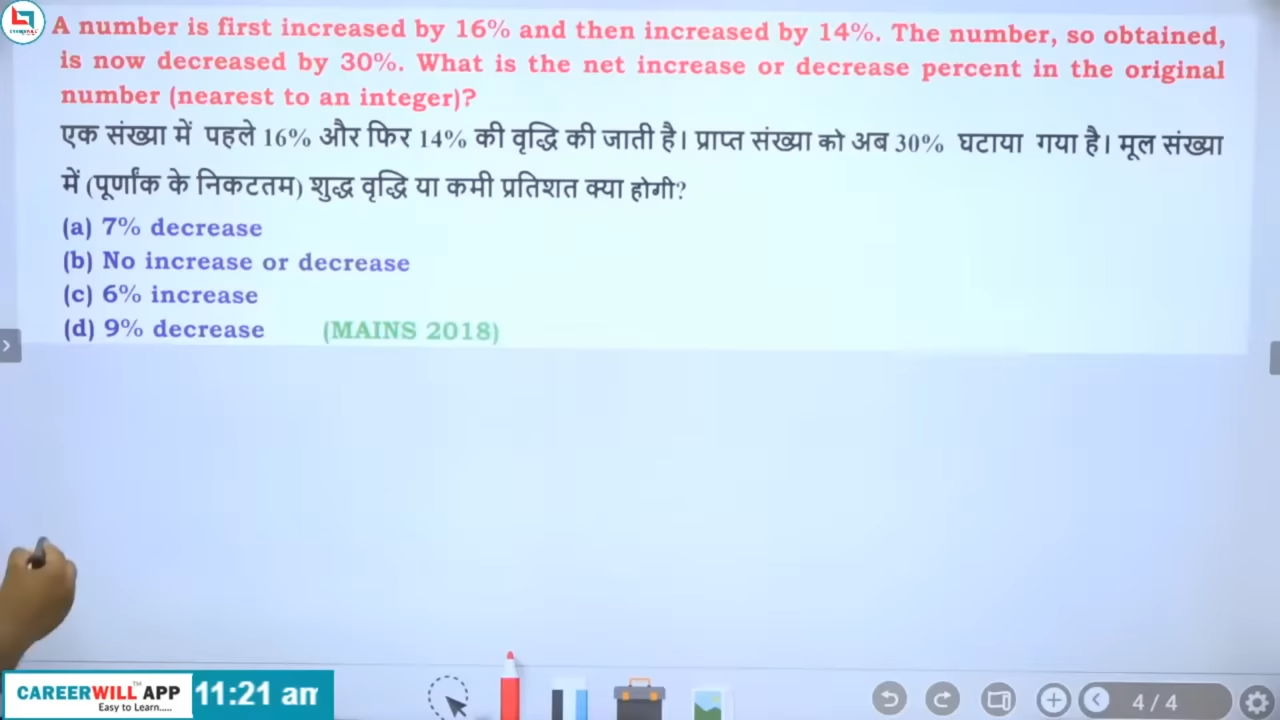 A number is first increased by 16% and then increased by 14%. The number, so obtained,
is now decreased by 30%. What is the net increase or decrease percent in the original
number (nearest to an integer)?
एक संख्या में पहले 16% और फिर 14% की वृद्धि की जाती है। प्राप्त संख्या को अब 30% घटाया गया है। मूल संख्या
में (पूर्णांक के निकटतम) शुद्ध वृद्धि या कमी प्रतिशत क्या होगी?
(a) 7% decrease
(b) No increase or decrease
(c) 6% increase
(d) 9% decrease (MAINS 2018)
CAREERWILL™ APP
Easy to Learn.....
11:21 am
4 / 4